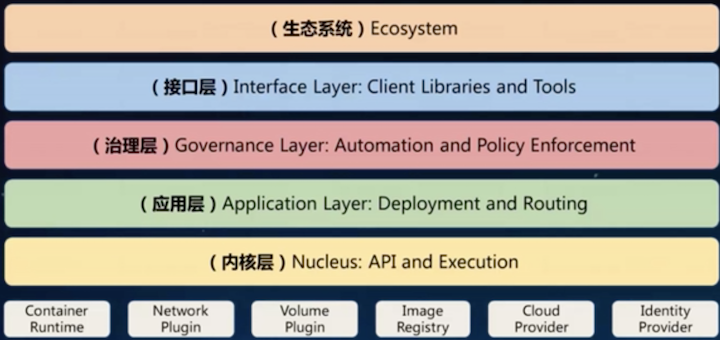 （生态系统）Ecosystem
（接口层）Interface Layer: Client Libraries and Tools
（治理层）Governance Layer: Automation and Policy Enforcement
（应用层）Application Layer: Deployment and Routing
（内核层）Nucleus: API and Execution
Container
Runtime
Network
Plugin
Volume
Plugin
Image
Registry
Cloud
Provider
Identity
Provider